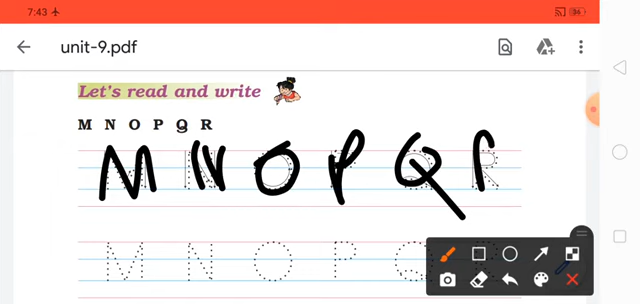 7:43
unit-9.pdf
Let's read and write
M N O P Q R
M N O P Q R
M N O P Q